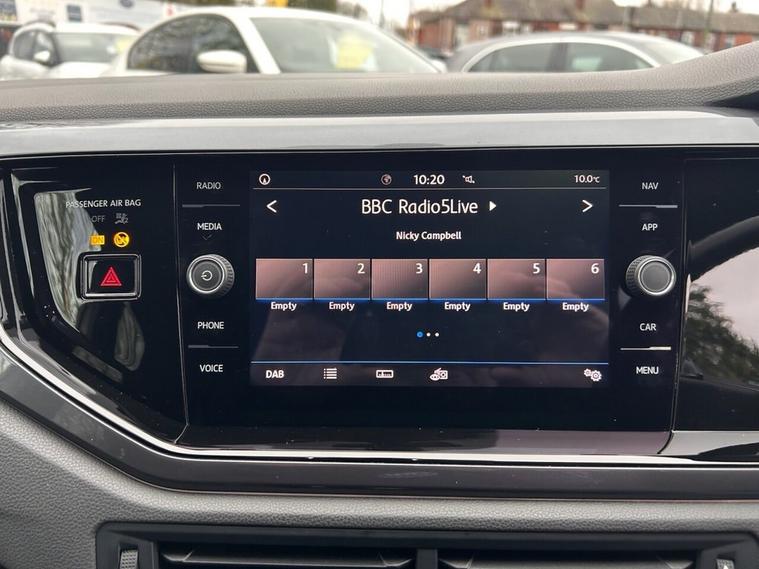 PASSENGER AIR BAG
OFF
ON
RADIO
MEDIA
PHONE
VOICE
10:20
10.0°C
< BBC Radio5Live >
Nicky Campbell
1 2 3 4 5 6
Empty Empty Empty Empty Empty Empty
DAB
NAV
APP
CAR
MENU